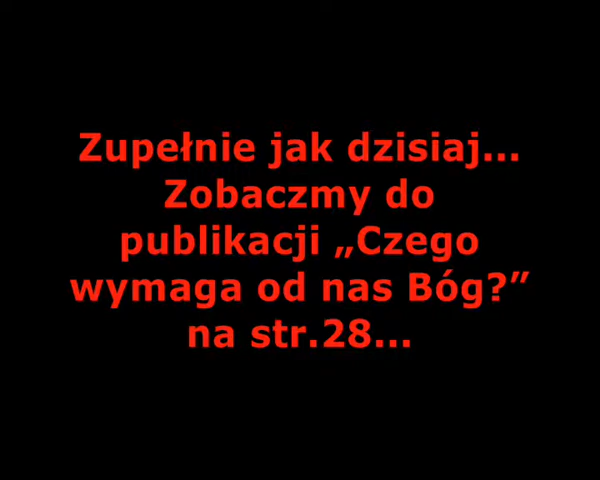 Zupełnie jak dzisiaj...
Zobaczmy do
publikacji „Czego
wymaga od nas Bóg?”
na str.28...